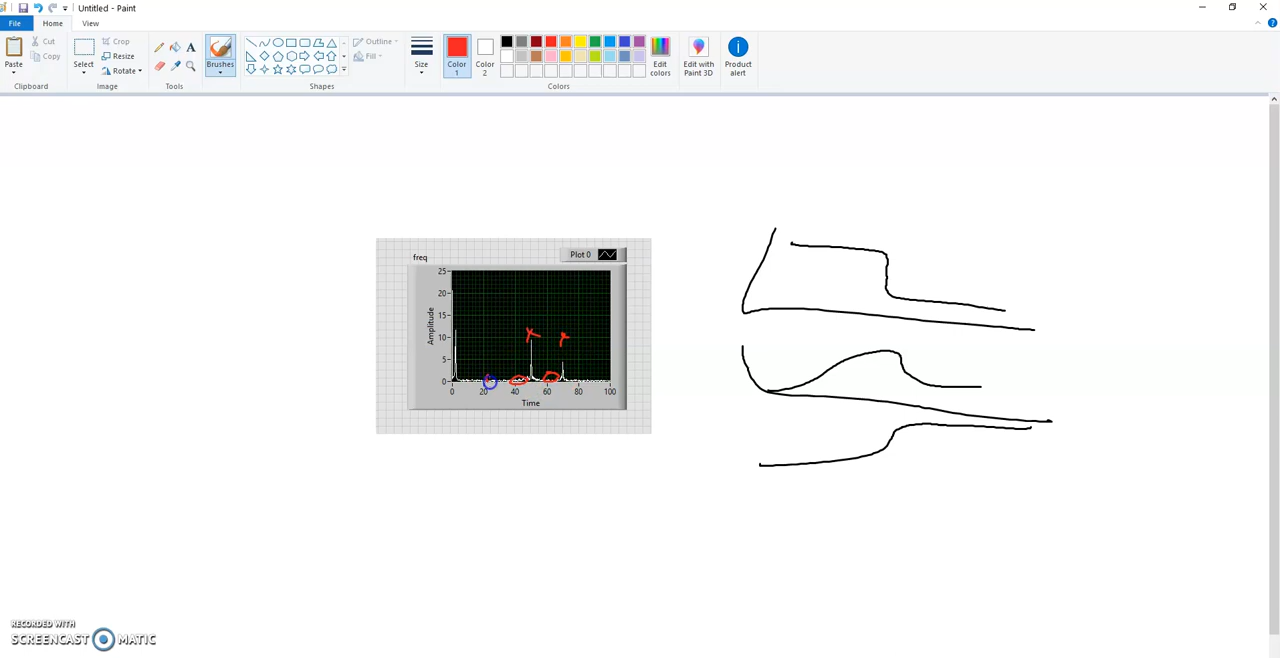 Untitled - Paint
File Home View
Paste
Cut
Copy
Clipboard
Select
Crop
Resize
Rotate
Image
A
Tools
Brushes
Outline
Fill
Shapes
Size
Color 1
Color 2
Edit colors
Colors
Edit with Paint 3D
Product alert
freq
Plot 0
Amplitude
25
20
15
10
5
0
0 20 40 60 80 100
Time
RECORDED WITH
SCREENCAST MATIC